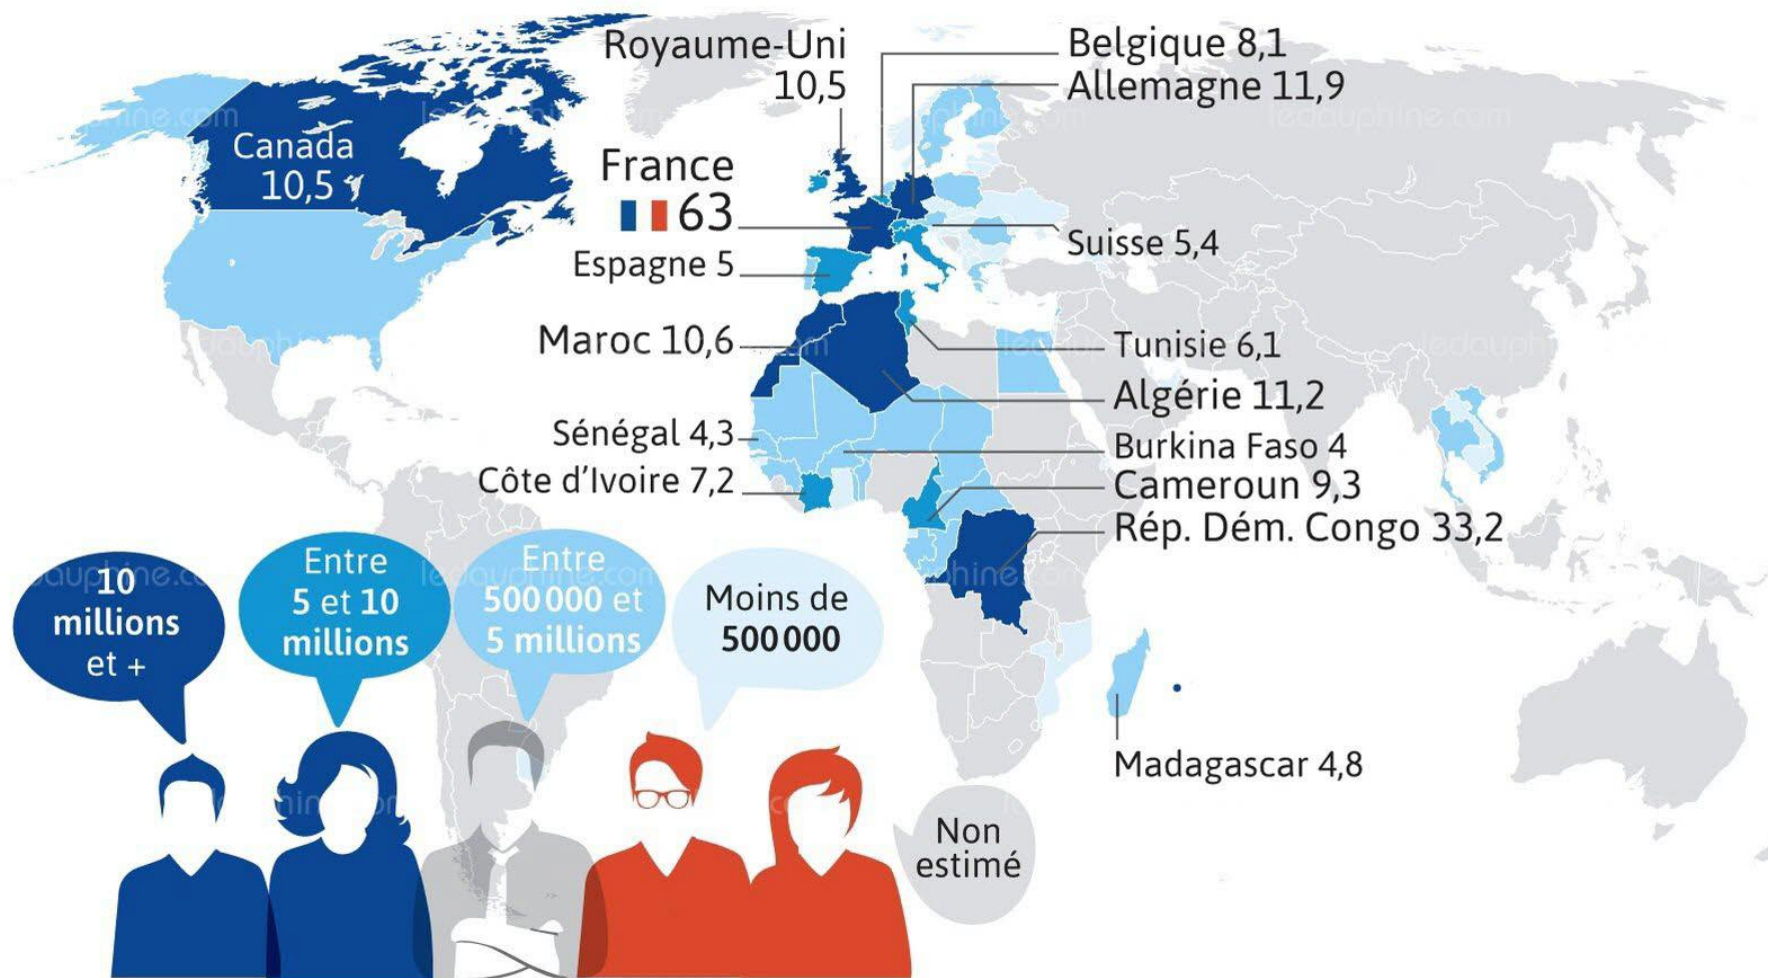 Royaume-Uni
10,5
Belgique 8,1
Allemagne 11,9
Canada
10,5
France
63
Suisse 5,4
Espagne 5
Maroc 10,6
Tunisie 6,1
Algérie 11,2
Sénégal 4,3
Burkina Faso 4
Côte d'Ivoire 7,2
Cameroun 9,3
Rép. Dém. Congo 33,2
10
millions
et +
Entre
5 et 10
millions
Entre
500 000 et
5 millions
Moins de
500 000
Madagascar 4,8
Non
estimé
ledauphine.com